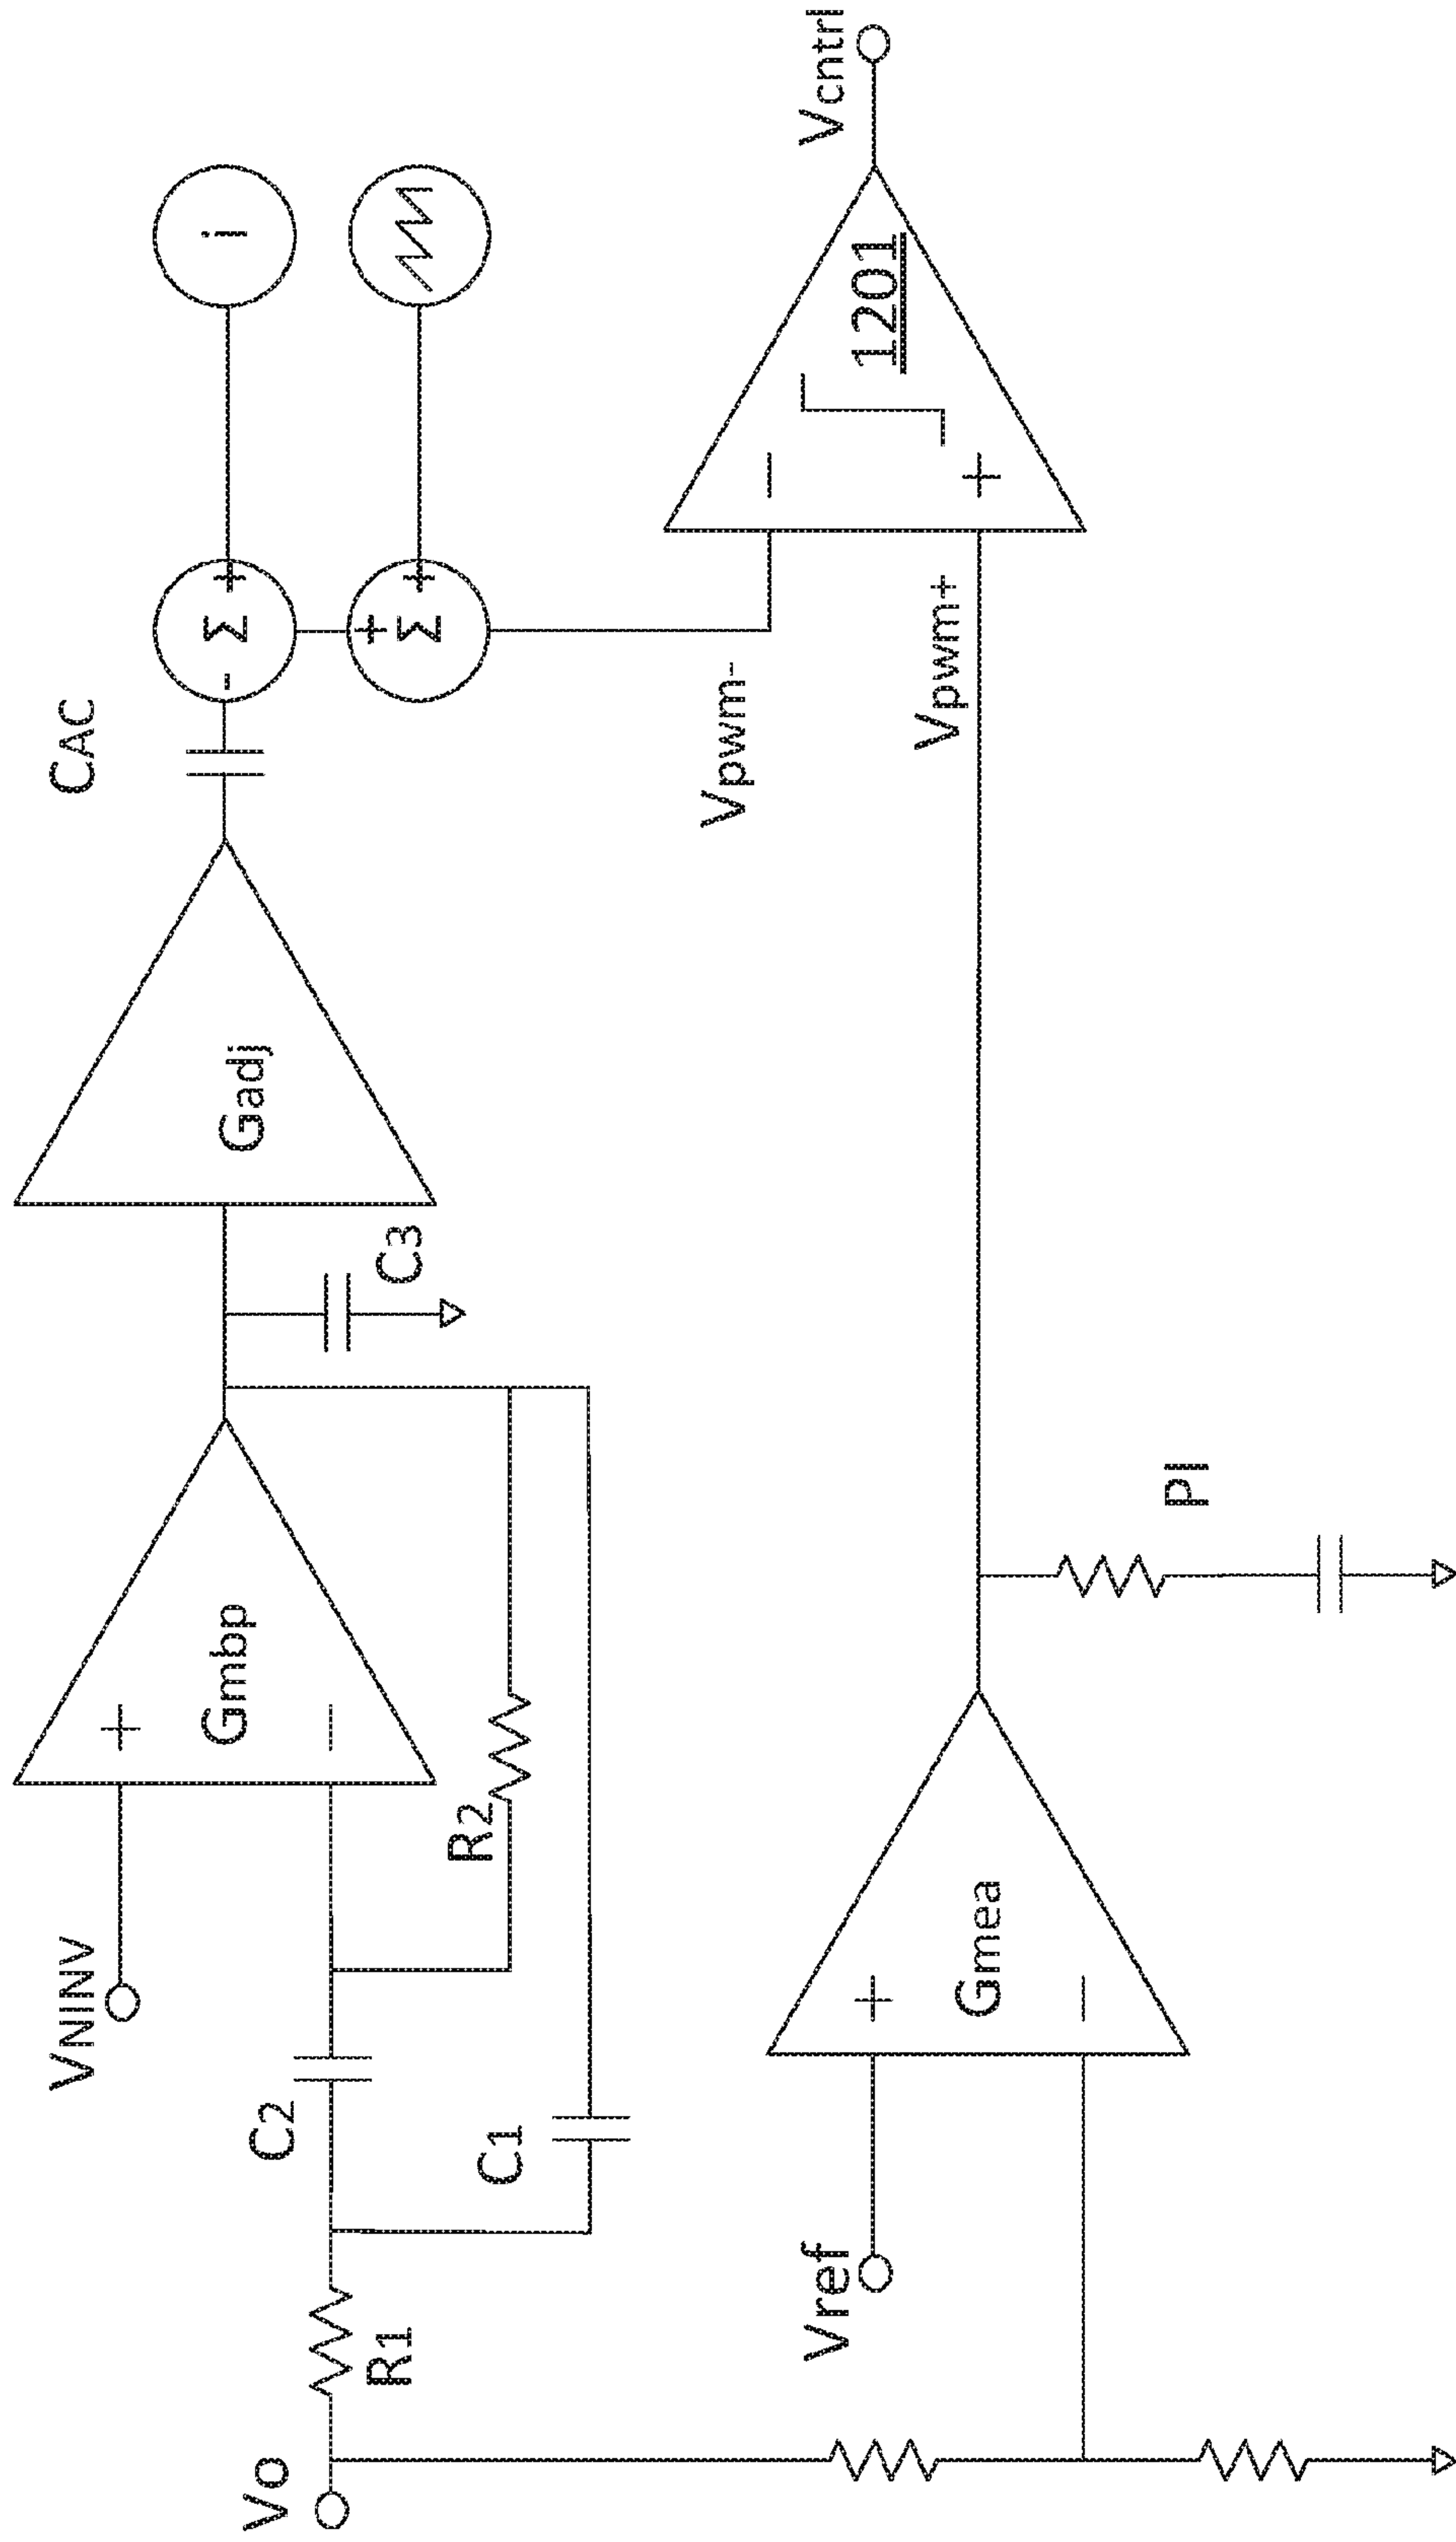 VNINV
CAC
Gmbp
Gadj
+
−
- Σ +
i
C3
+
Σ +
Vo
R1
C2
R2
C1
Vpwm-
Vref
+
Gmea
−
PI
Vpwm+
−
+
1201
Vcntrl